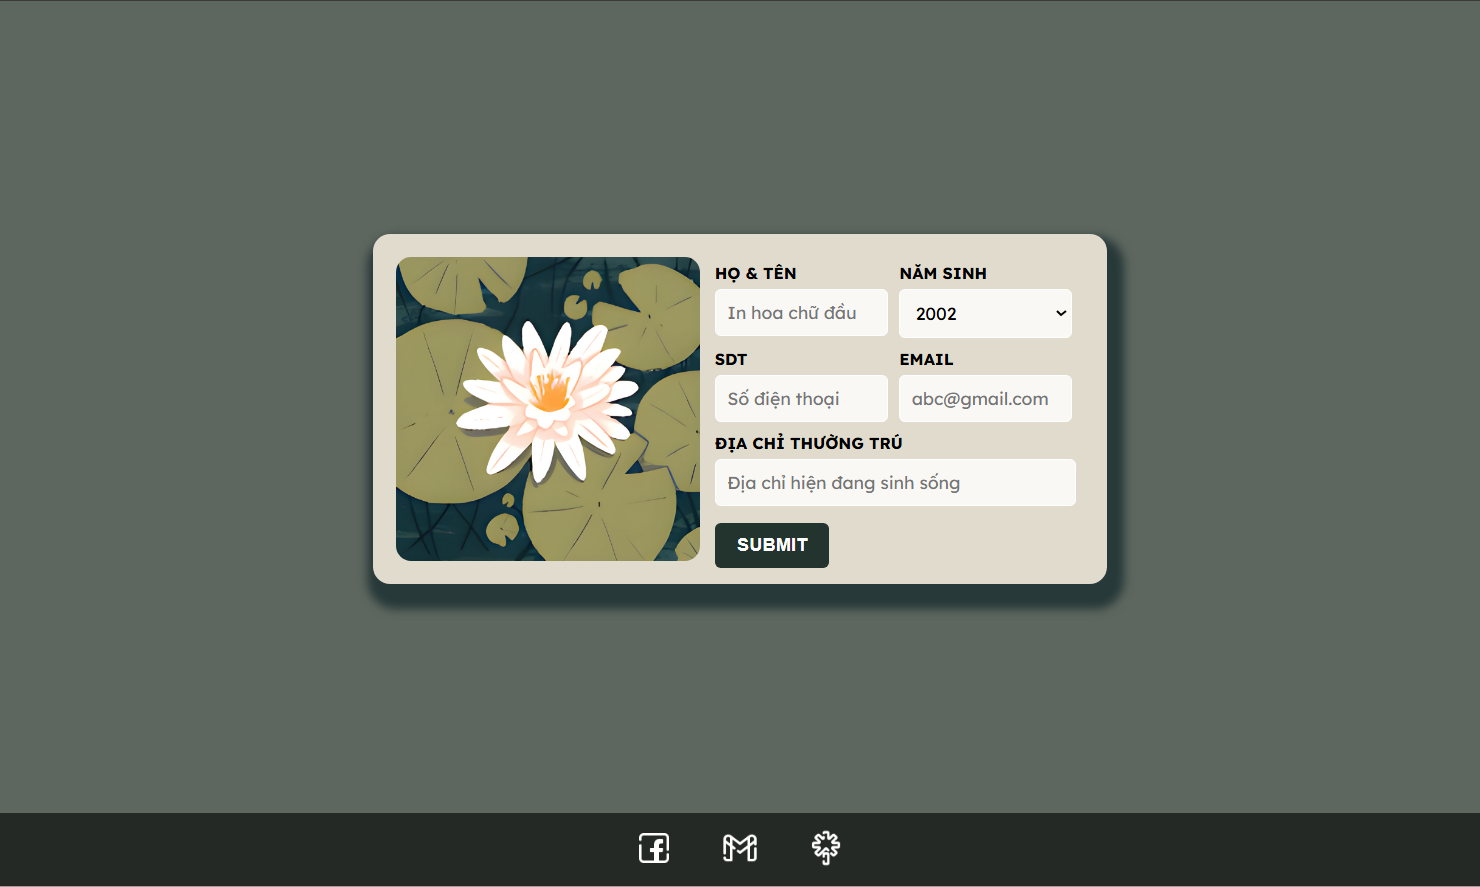 HỌ & TÊN
NĂM SINH
In hoa chữ đầu
2002
SDT
EMAIL
Số điện thoại
abc@gmail.com
ĐỊA CHỈ THƯỜNG TRÚ
Địa chỉ hiện đang sinh sống
SUBMIT